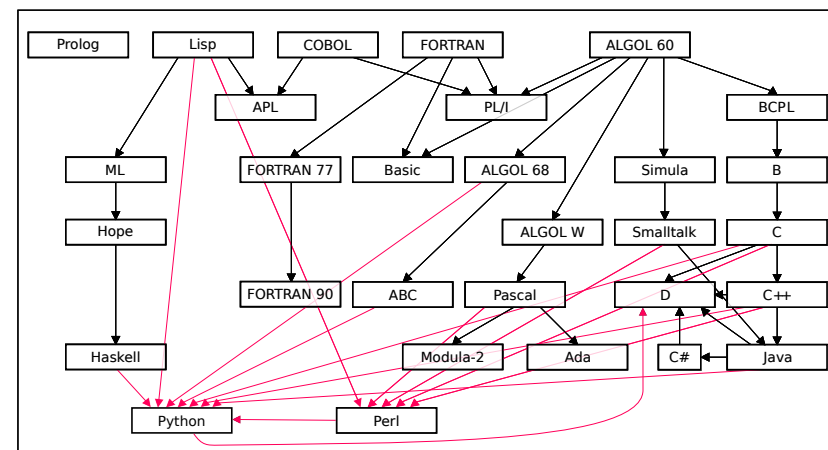 Prolog
Lisp
COBOL
FORTRAN
ALGOL 60
APL
PL/I
BCPL
ML
FORTRAN 77
Basic
ALGOL 68
Simula
B
Hope
ALGOL W
Smalltalk
C
FORTRAN 90
ABC
Pascal
D
C++
Haskell
Modula-2
Ada
C#
Java
Python
Perl